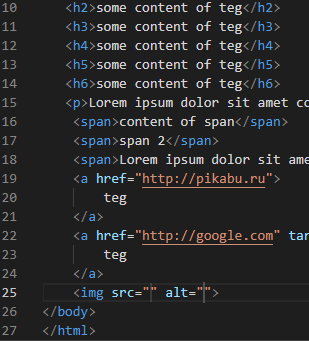 10 <h2>some content of teg</h2>
11 <h3>some content of teg</h3>
12 <h4>some content of teg</h4>
13 <h5>some content of teg</h5>
14 <h6>some content of teg</h6>
15 <p>Lorem ipsum dolor sit amet co
16 <span>content of span</span>
17 <span>span 2</span>
18 <span>Lorem ipsum dolor sit ame
19 <a href="http://pikabu.ru">
20 teg
21 </a>
22 <a href="http://google.com" tar
23 teg
24 </a>
25 <img src="" alt="">
26 </body>
27 </html>